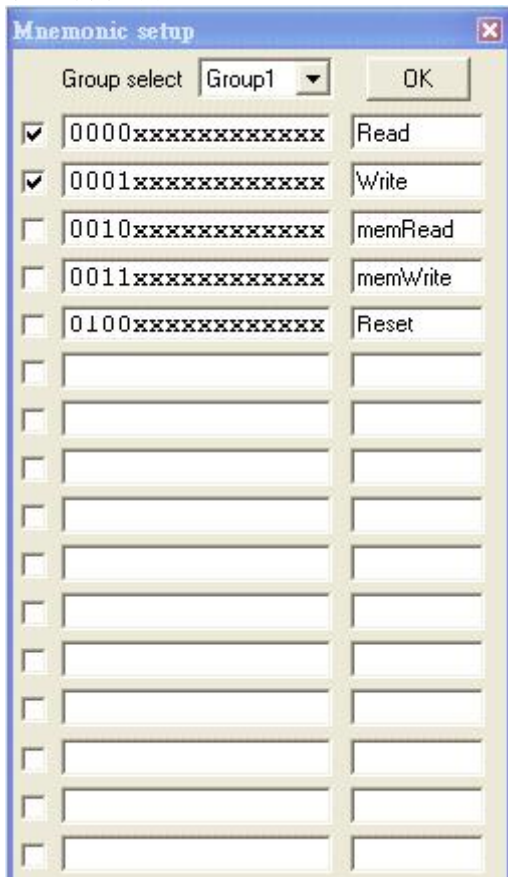 Mnemonic setup
Group select Group1 OK
0000xxxxxxxxxxxx Read
0001xxxxxxxxxxxx Write
0010xxxxxxxxxxxx memRead
0011xxxxxxxxxxxx memWrite
0100xxxxxxxxxxxx Reset